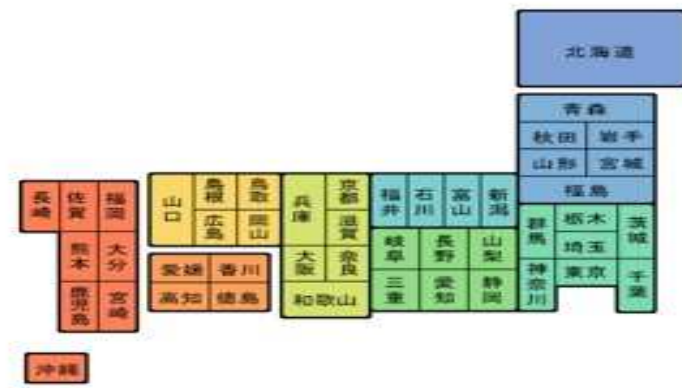 北海道
青森
秋田 岩手
山形 宮城
福島
長崎 佐賀 福岡 山口 島根 鳥取 兵庫 京都 福井 石川 富山 新潟
広島 岡山 滋賀
群馬 栃木 茨城
熊本 大分 愛媛 香川 大阪 奈良 岐阜 長野 山梨 埼玉
鹿児島 宮崎 高知 徳島 和歌山 三重 愛知 静岡 神奈川 東京 千葉
沖縄